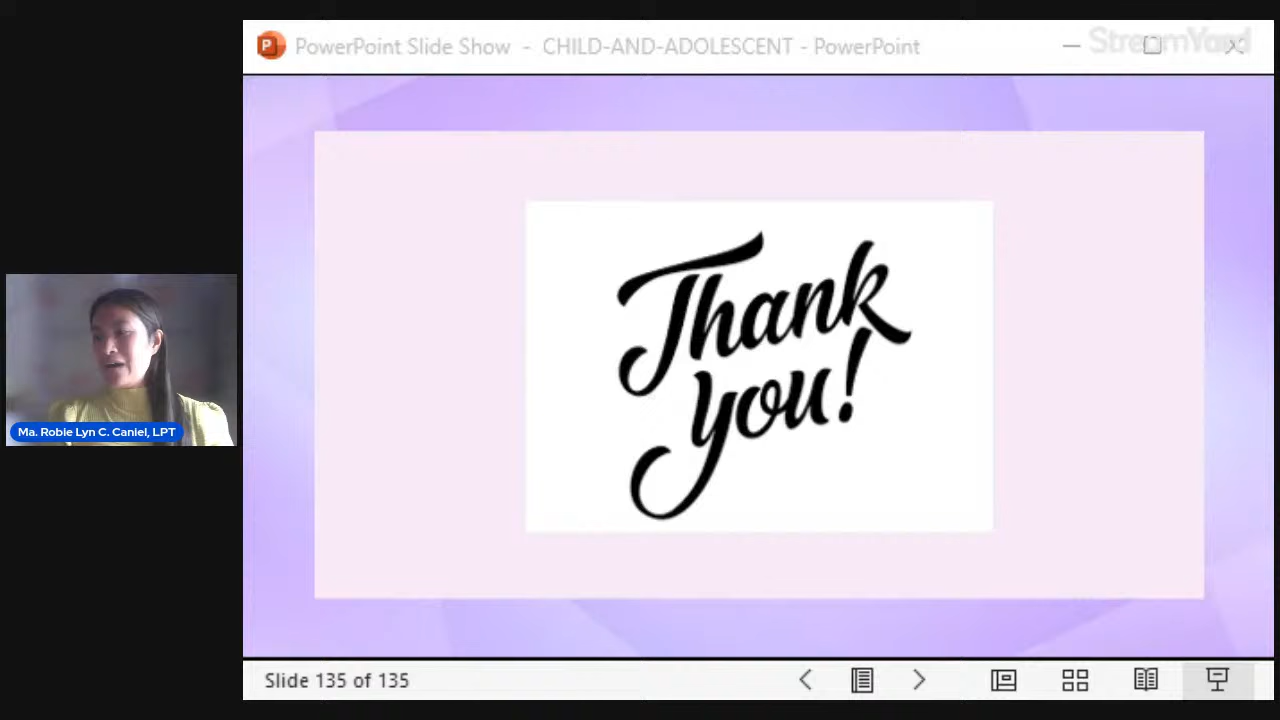 PowerPoint Slide Show - CHILD-AND-ADOLESCENT - PowerPoint
StreamYard
Thank
you!
Ma. Robie Lyn C. Caniel, LPT
Slide 135 of 135